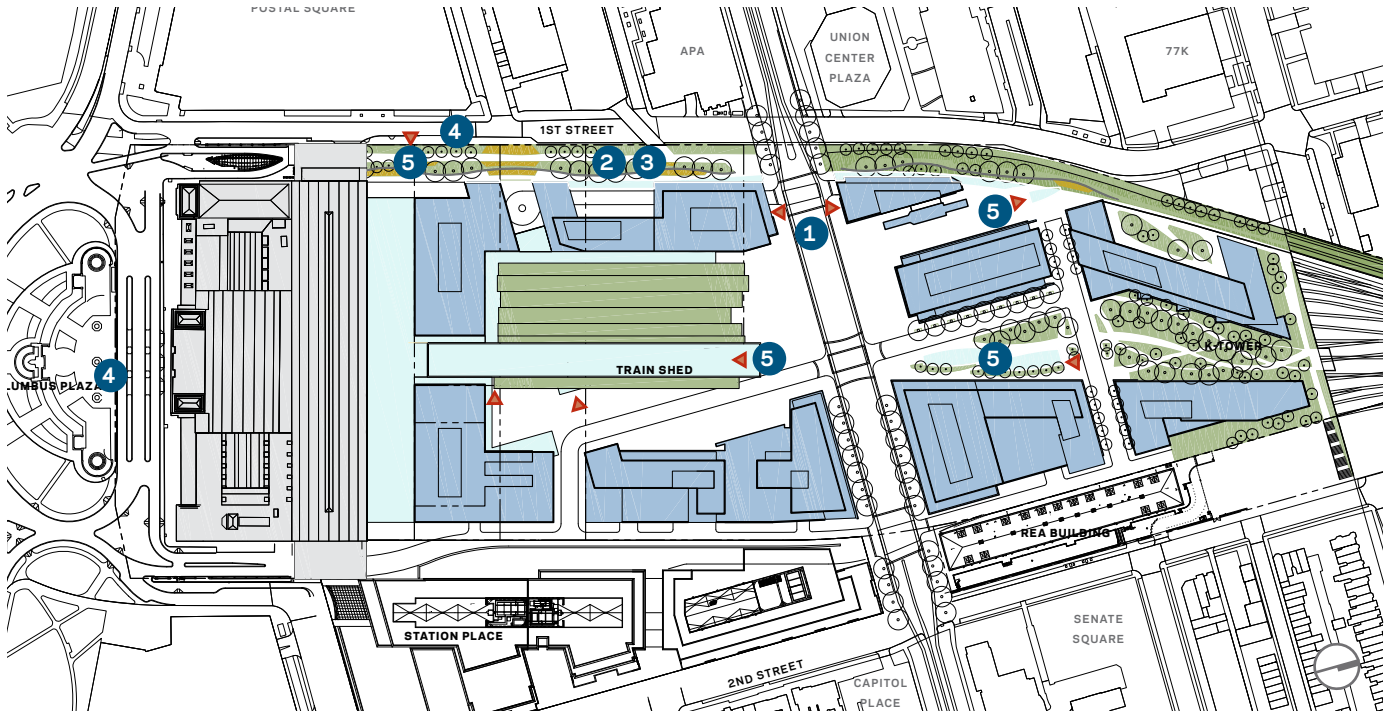 POSTAL SQUARE
UNION
CENTER
PLAZA
APA
77K
4
1ST STREET
5
2
3
5
1
5
TRAIN SHED
5
K-TOWER
4
LUMBUS PLAZA
REA BUILDING
STATION PLACE
SENATE
SQUARE
2ND STREET
CAPITOL
PLACE